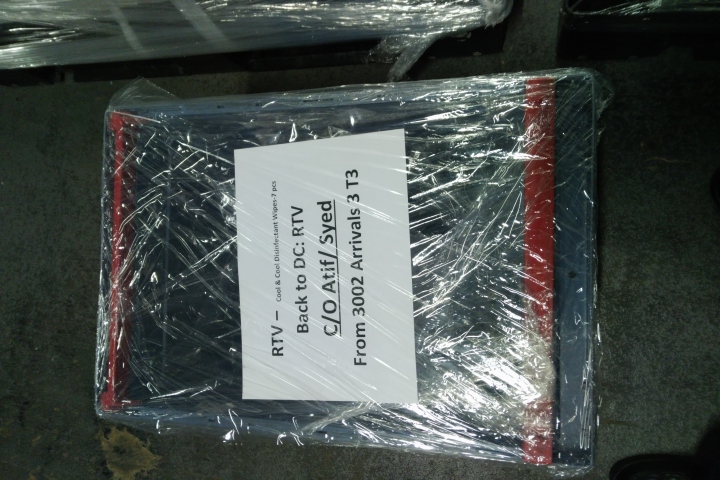 RTV – Cool & Cool Disinfectant Wipes-7 pcs
Back to DC: RTV
C/O Atif/ Syed
From 3002 Arrivals 3 T3